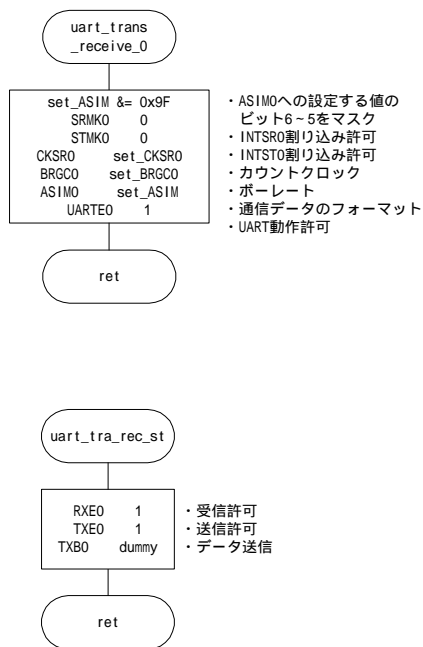 uart_trans
_receive_0
set_ASIM &= 0x9F
SRMK0 0
STMK0 0
CKSR0 set_CKSR0
BRGC0 set_BRGC0
ASIM0 set_ASIM
UARTE0 1
・ASIM0への設定する値の
ビット6~5をマスク
・INTSR0割り込み許可
・INTST0割り込み許可
・カウントクロック
・ボーレート
・通信データのフォーマット
・UART動作許可
ret
uart_tra_rec_st
RXE0 1
TXE0 1
TXB0 dummy
・受信許可
・送信許可
・データ送信
ret